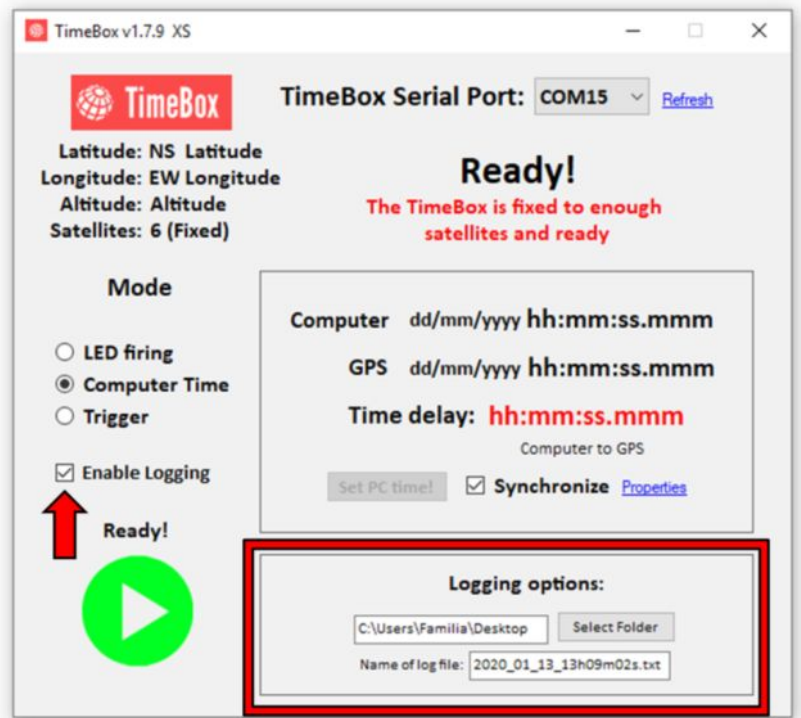 TimeBox v1.7.9 XS
TimeBox
TimeBox Serial Port: COM15 Refresh
Latitude: NS Latitude
Longitude: EW Longitude
Altitude: Altitude
Satellites: 6 (Fixed)
Ready!
The TimeBox is fixed to enough
satellites and ready
Mode
LED firing
Computer Time
Trigger
Enable Logging
Ready!
Computer dd/mm/yyyy hh:mm:ss.mmm
GPS dd/mm/yyyy hh:mm:ss.mmm
Time delay: hh:mm:ss.mmm
Computer to GPS
Set PC time! Synchronize Properties
Logging options:
C:\Users\Familia\Desktop Select Folder
Name of log file: 2020_01_13_13h09m02s.txt